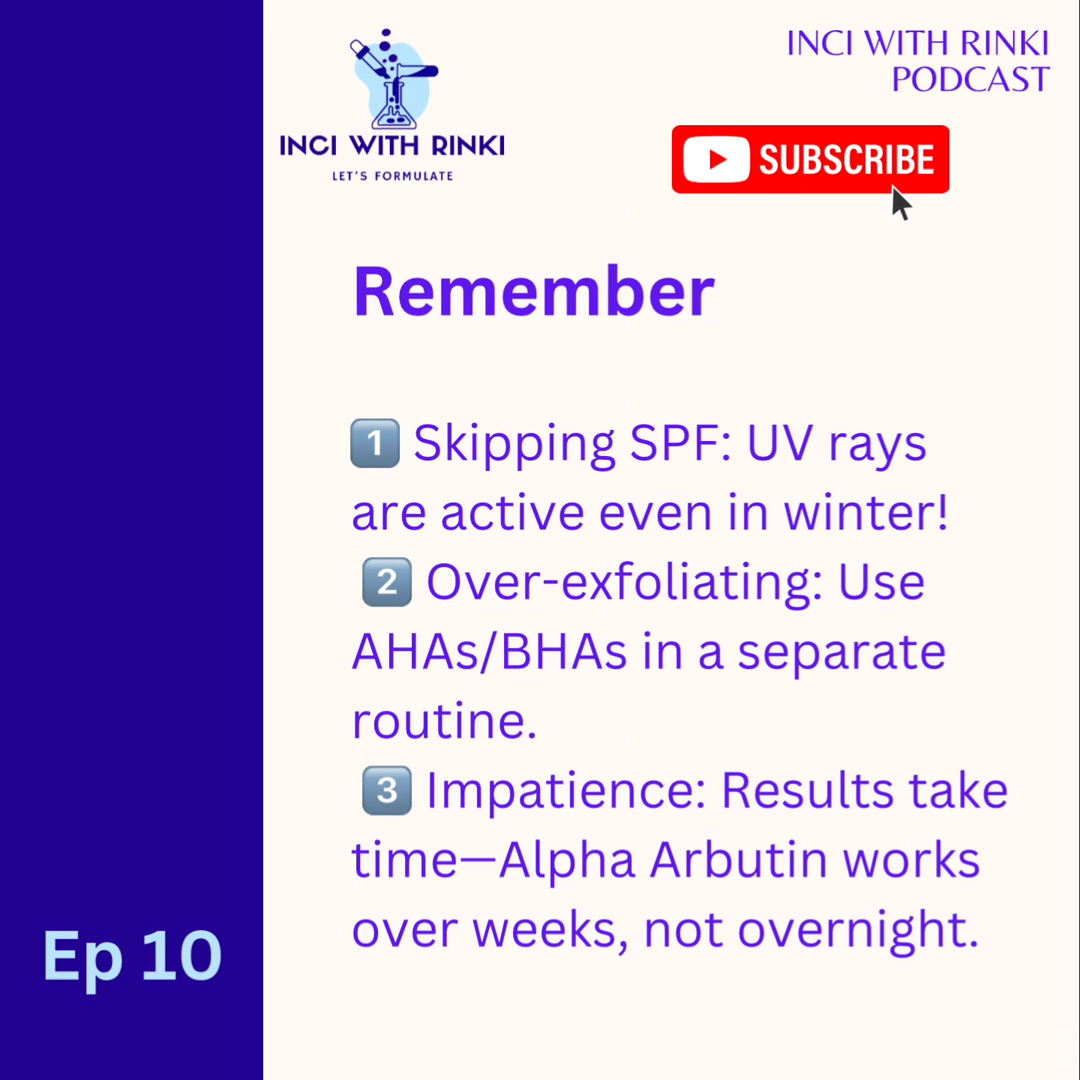 INCI WITH RINKI
LET'S FORMULATE
INCI WITH RINKI
PODCAST
SUBSCRIBE
Remember
1️⃣ Skipping SPF: UV rays
are active even in winter!
2️⃣ Over-exfoliating: Use
AHAs/BHAs in a separate
routine.
3️⃣ Impatience: Results take
time—Alpha Arbutin works
over weeks, not overnight.
Ep 10